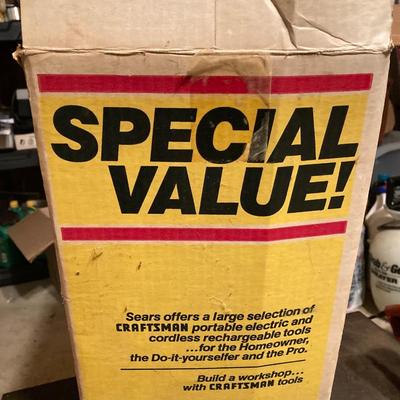 SPECIAL
VALUE!
Sears offers a large selection of
CRAFTSMAN portable electric and
cordless rechargeable tools
...for the Homeowner,
the Do-it-yourselfer and the Pro.
Build a workshop...
with CRAFTSMAN tools